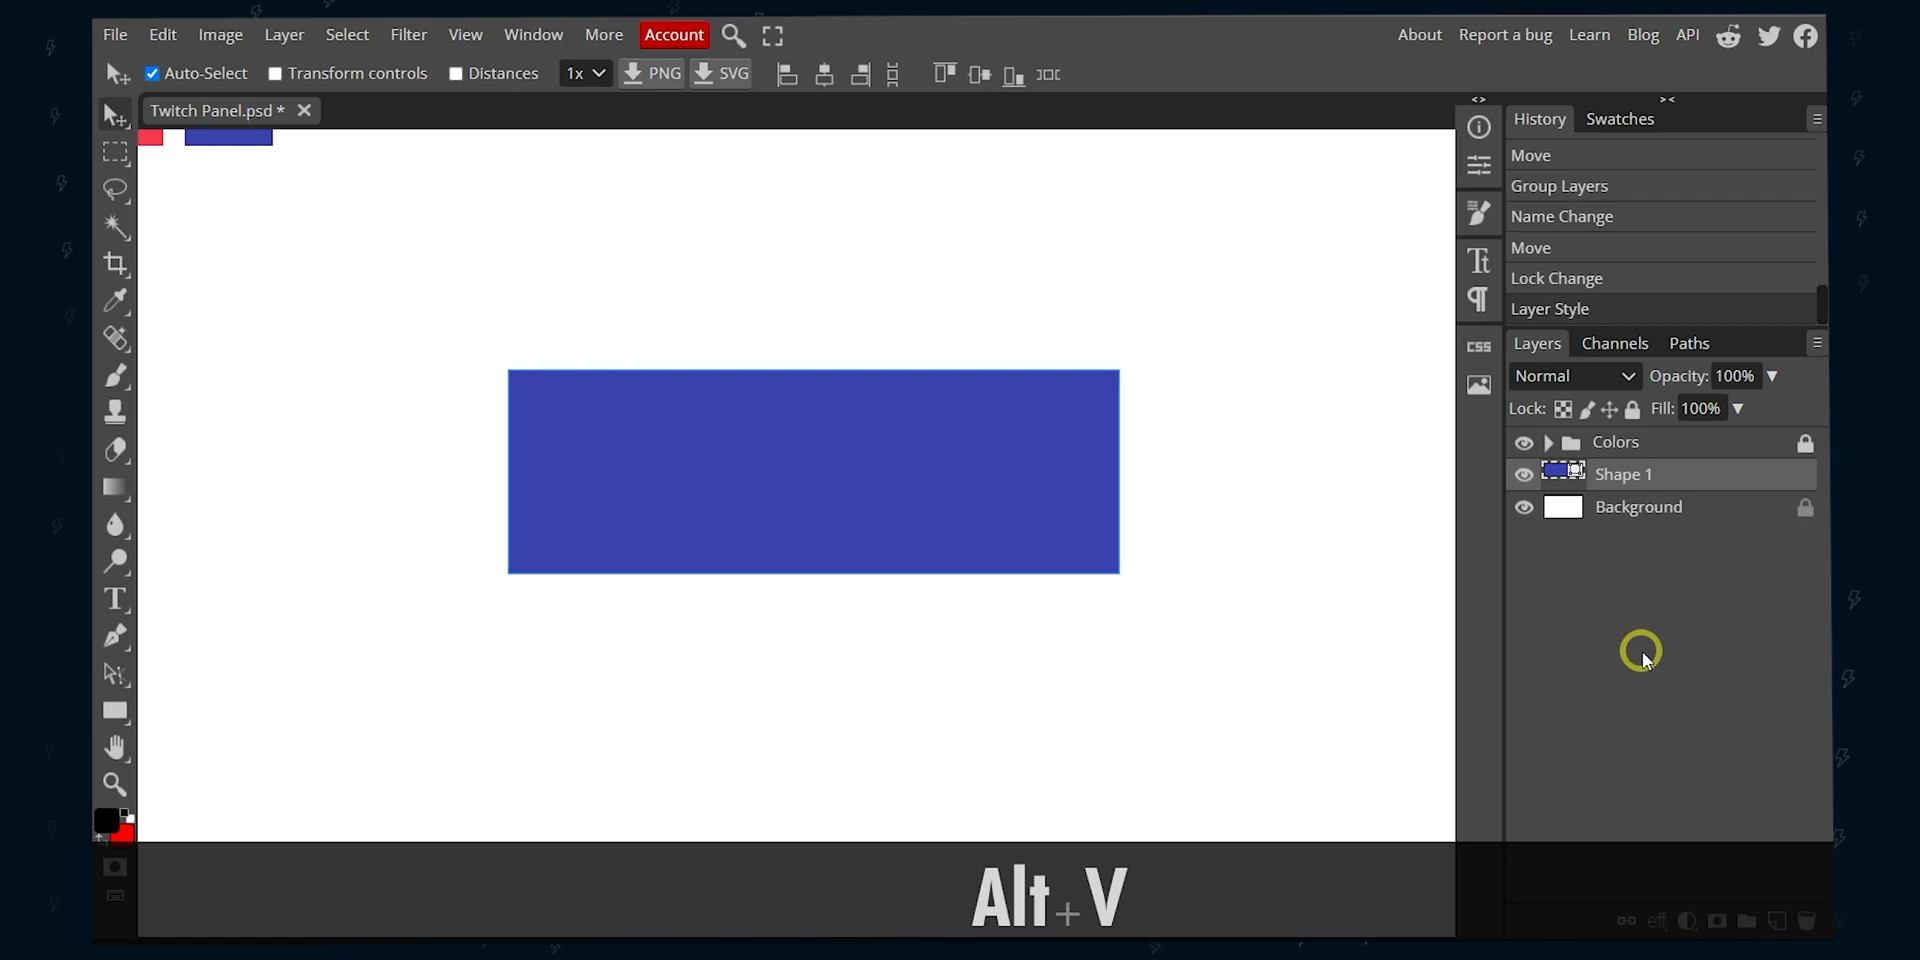 File Edit Image Layer Select Filter View Window More Account About Report a bug Learn Blog API
Auto-Select Transform controls Distances 1x PNG SVG
Twitch Panel.psd *
History Swatches
Move
Group Layers
Name Change
Move
Lock Change
Layer Style
CSS
Layers Channels Paths
Normal Opacity: 100%
Lock: Fill: 100%
Colors
Shape 1
Background
Alt+V
eff